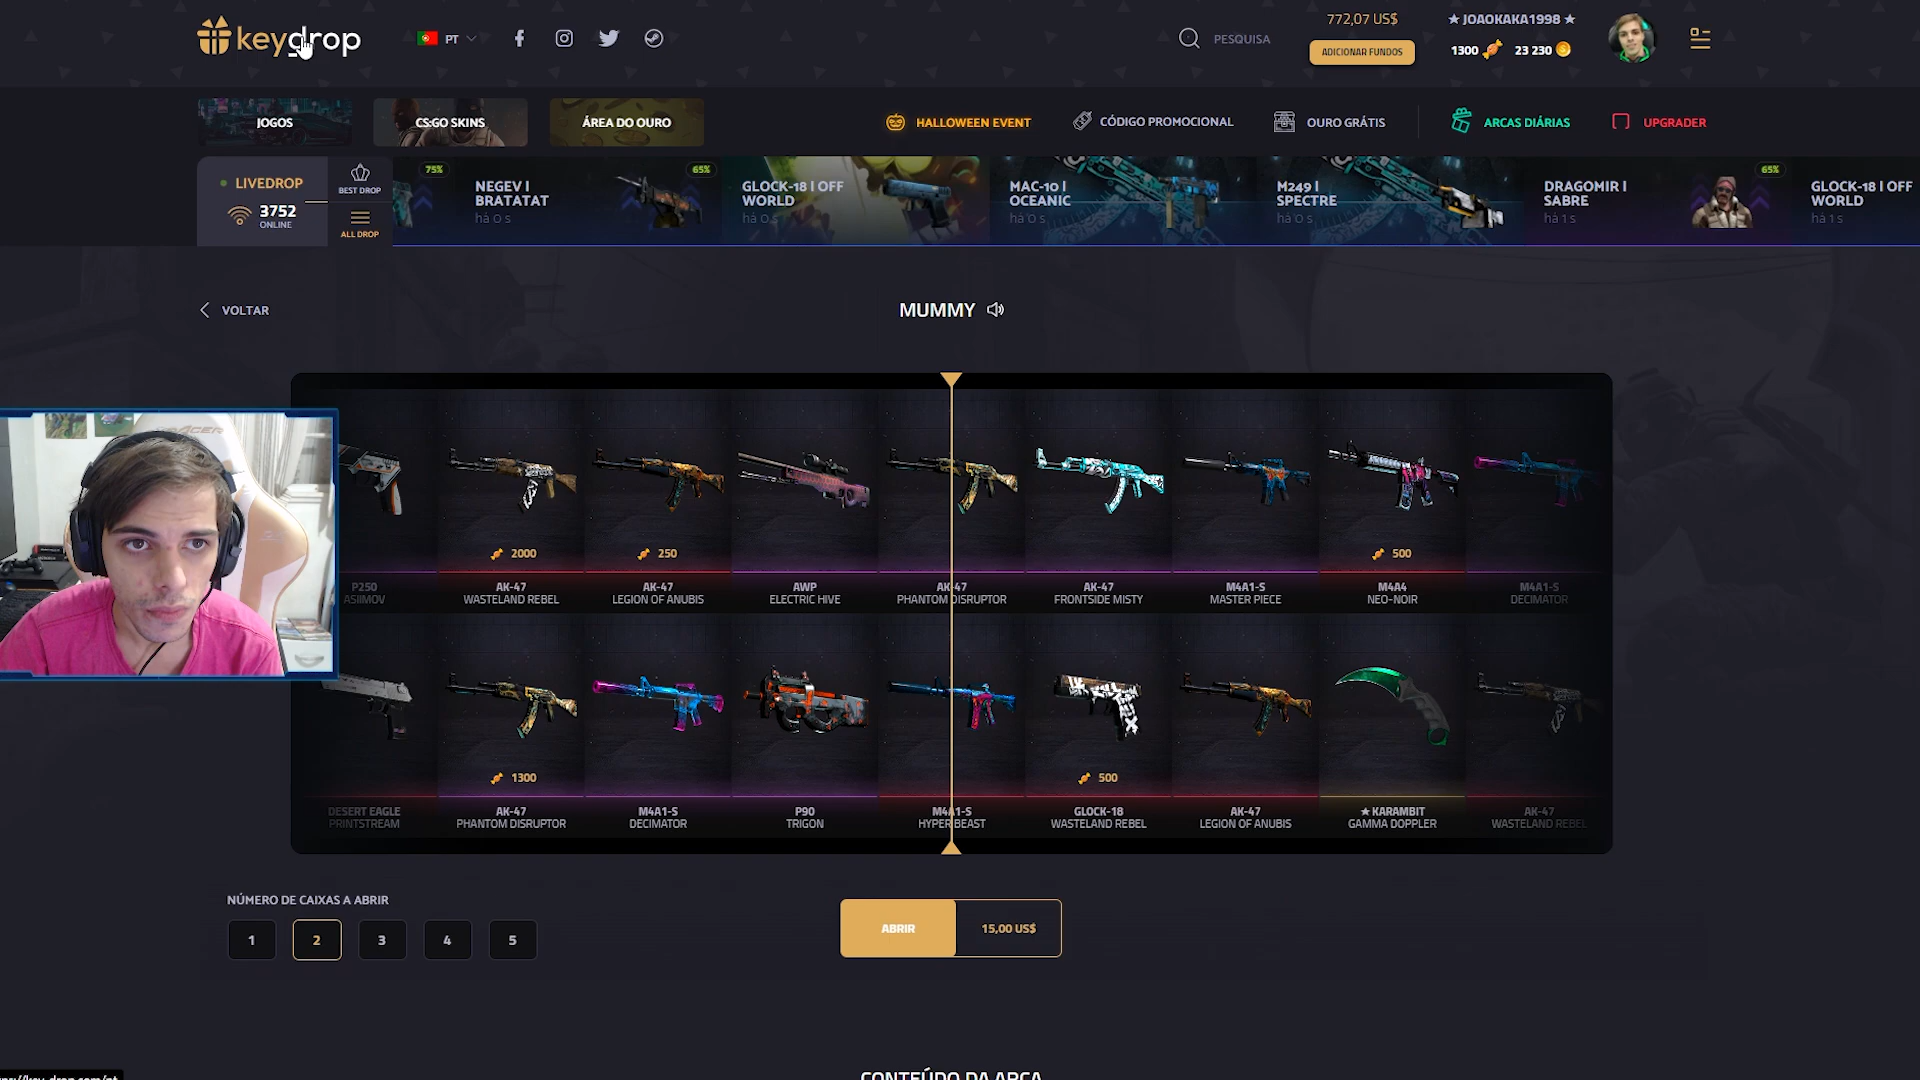 keydrop
PT
PESQUISA
772,07 US$
ADICIONAR FUNDOS
★ JOAOKAKA1998 ★
1300
23 230
JOGOS
CS:GO SKINS
ÁREA DO OURO
HALLOWEEN EVENT
CÓDIGO PROMOCIONAL
OURO GRÁTIS
ARCAS DIÁRIAS
UPGRADER
LIVEDROP
3752
ONLINE
BEST DROP
ALL DROP
75%
NEGEV |
BRATATAT
há 0 s
65%
GLOCK-18 | OFF
WORLD
há 0 s
MAC-10 |
OCEANIC
há 0 s
M249 |
SPECTRE
há 0 s
DRAGOMIR |
SABRE
há 1 s
65%
GLOCK-18 | OFF
WORLD
há 1 s
VOLTAR
MUMMY
2000
250
500
P250
ASIIMOV
AK-47
WASTELAND REBEL
AK-47
LEGION OF ANUBIS
AWP
ELECTRIC HIVE
AK-47
PHANTOM DISRUPTOR
AK-47
FRONTSIDE MISTY
M4A1-S
MASTER PIECE
M4A4
NEO-NOIR
M4A1-S
DECIMATOR
1300
500
DESERT EAGLE
PRINTSTREAM
AK-47
PHANTOM DISRUPTOR
M4A1-S
DECIMATOR
P90
TRIGON
M4A1-S
HYPER BEAST
GLOCK-18
WASTELAND REBEL
AK-47
LEGION OF ANUBIS
★ KARAMBIT
GAMMA DOPPLER
AK-47
WASTELAND REBEL
NÚMERO DE CAIXAS A ABRIR
1
2
3
4
5
ABRIR
15,00 US$
CONTEÚDO DA ARCA